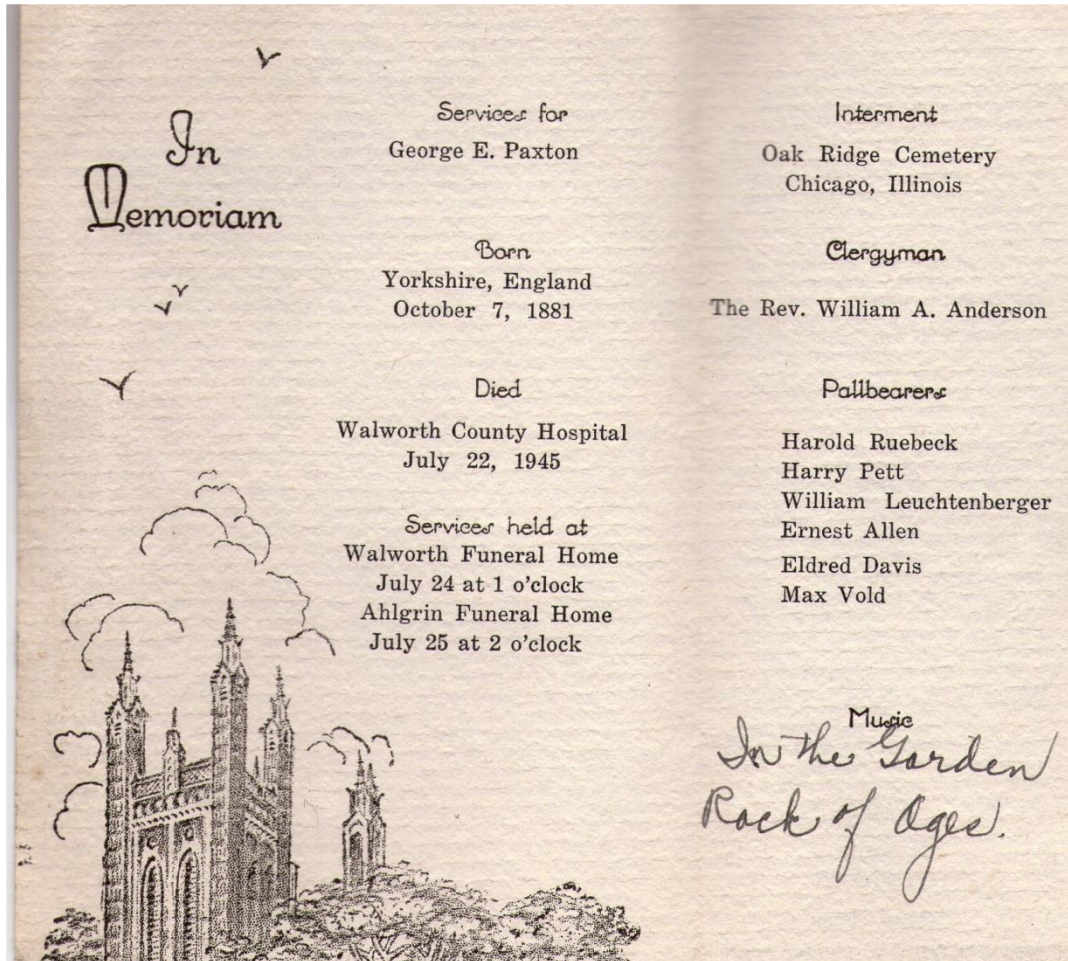 In
Memoriam
Services for
George E. Paxton
Born
Yorkshire, England
October 7, 1881
Died
Walworth County Hospital
July 22, 1945
Services held at
Walworth Funeral Home
July 24 at 1 o'clock
Ahlgrin Funeral Home
July 25 at 2 o'clock
Interment
Oak Ridge Cemetery
Chicago, Illinois
Clergyman
The Rev. William A. Anderson
Pallbearers
Harold Ruebeck
Harry Pett
William Leuchtenberger
Ernest Allen
Eldred Davis
Max Vold
Music
In the Garden
Rock of Ages.